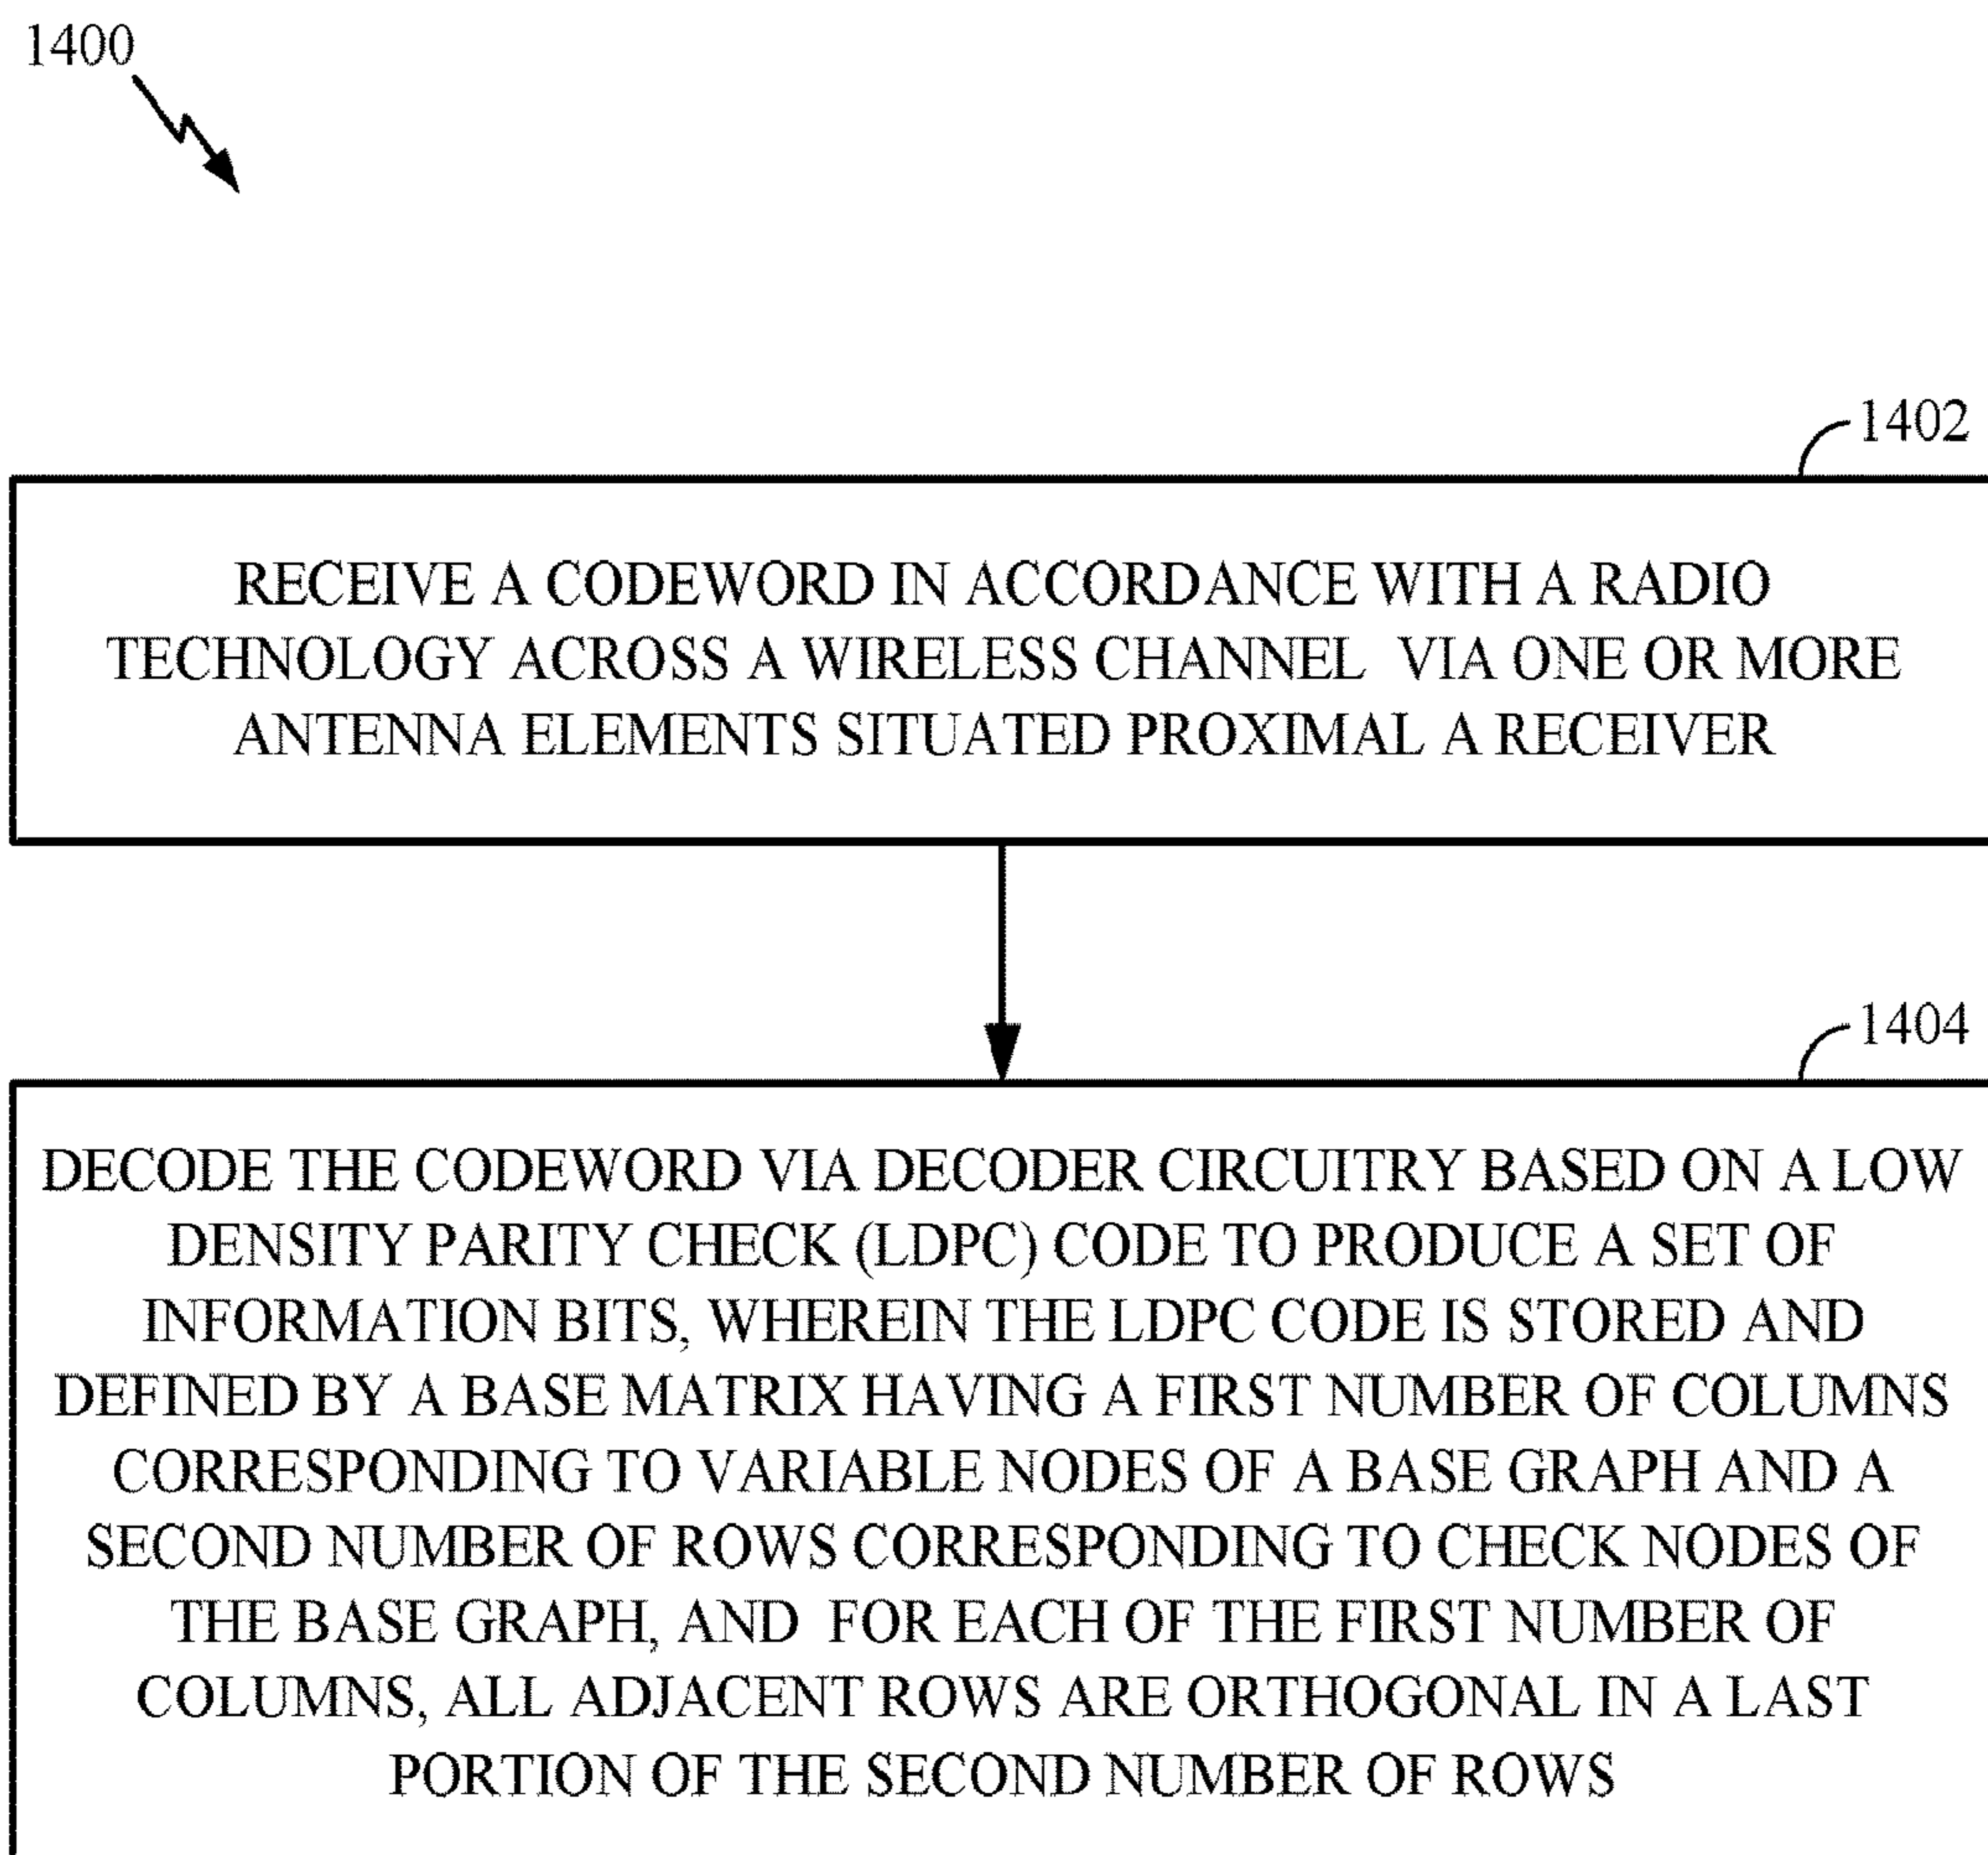 1400
1402
RECEIVE A CODEWORD IN ACCORDANCE WITH A RADIO
TECHNOLOGY ACROSS A WIRELESS CHANNEL VIA ONE OR MORE
ANTENNA ELEMENTS SITUATED PROXIMAL A RECEIVER
1404
DECODE THE CODEWORD VIA DECODER CIRCUITRY BASED ON A LOW
DENSITY PARITY CHECK (LDPC) CODE TO PRODUCE A SET OF
INFORMATION BITS, WHEREIN THE LDPC CODE IS STORED AND
DEFINED BY A BASE MATRIX HAVING A FIRST NUMBER OF COLUMNS
CORRESPONDING TO VARIABLE NODES OF A BASE GRAPH AND A
SECOND NUMBER OF ROWS CORRESPONDING TO CHECK NODES OF
THE BASE GRAPH, AND FOR EACH OF THE FIRST NUMBER OF
COLUMNS, ALL ADJACENT ROWS ARE ORTHOGONAL IN A LAST
PORTION OF THE SECOND NUMBER OF ROWS